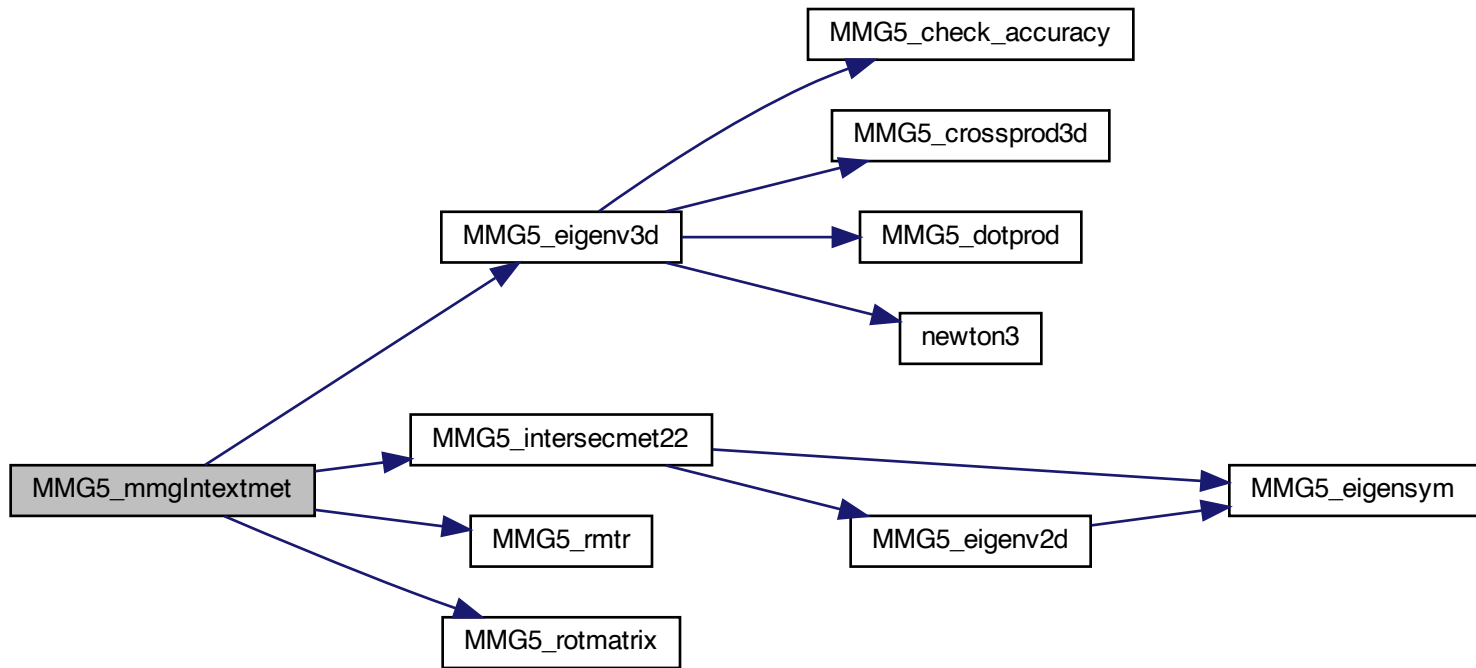 MMG5_check_accuracy
MMG5_crossprod3d
MMG5_eigenv3d
MMG5_dotprod
newton3
MMG5_intersecmet22
MMG5_mmgIntextmet
MMG5_eigensym
MMG5_rmtr
MMG5_eigenv2d
MMG5_rotmatrix